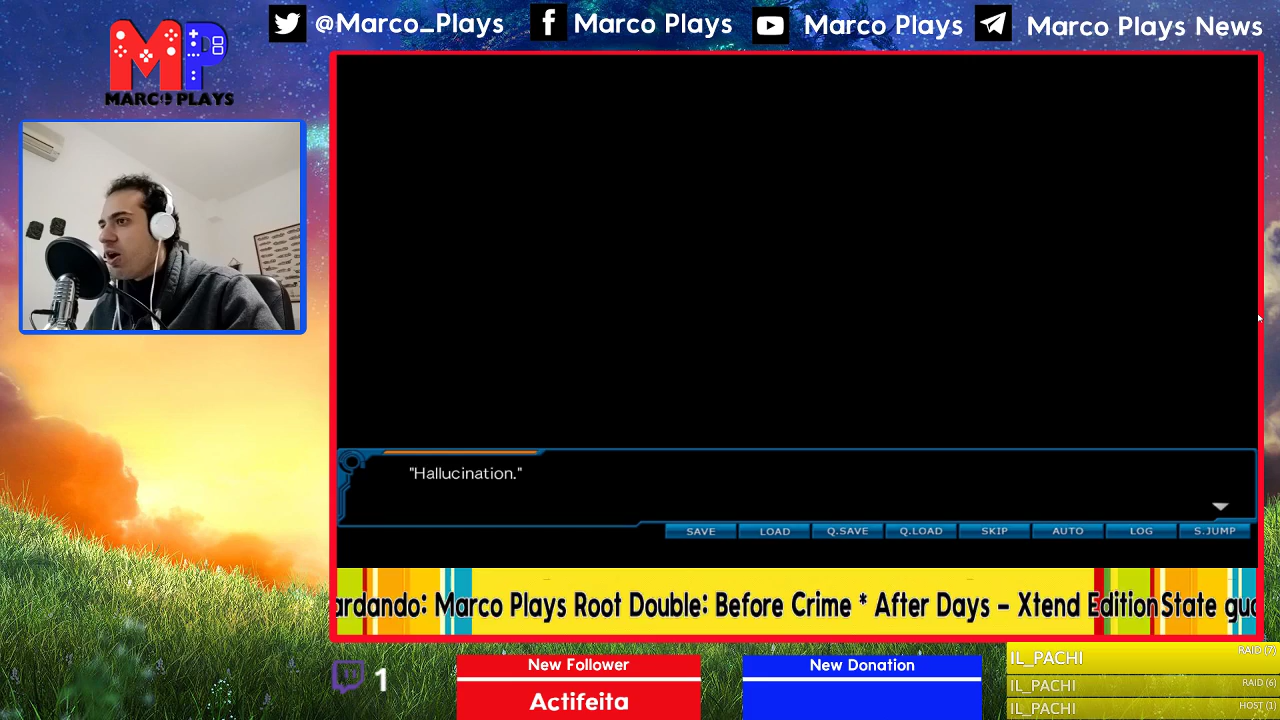 @Marco_Plays
Marco Plays
Marco Plays
Marco Plays News
MP
MARCO PLAYS
"Hallucination."
SAVE
LOAD
Q.SAVE
Q.LOAD
SKIP
AUTO
LOG
S.JUMP
ardando: Marco Plays Root Double: Before Crime * After Days - Xtend Edition State gua
1
New Follower
Actifeita
New Donation
IL_PACHI RAID (7)
IL_PACHI RAID (6)
IL_PACHI HOST (1)